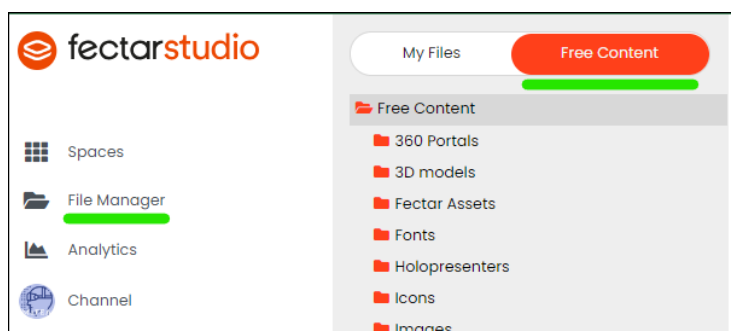 fectarstudio
My Files
Free Content
Free Content
360 Portals
3D models
Fectar Assets
Fonts
Holopresenters
Icons
Images
Spaces
File Manager
Analytics
Channel